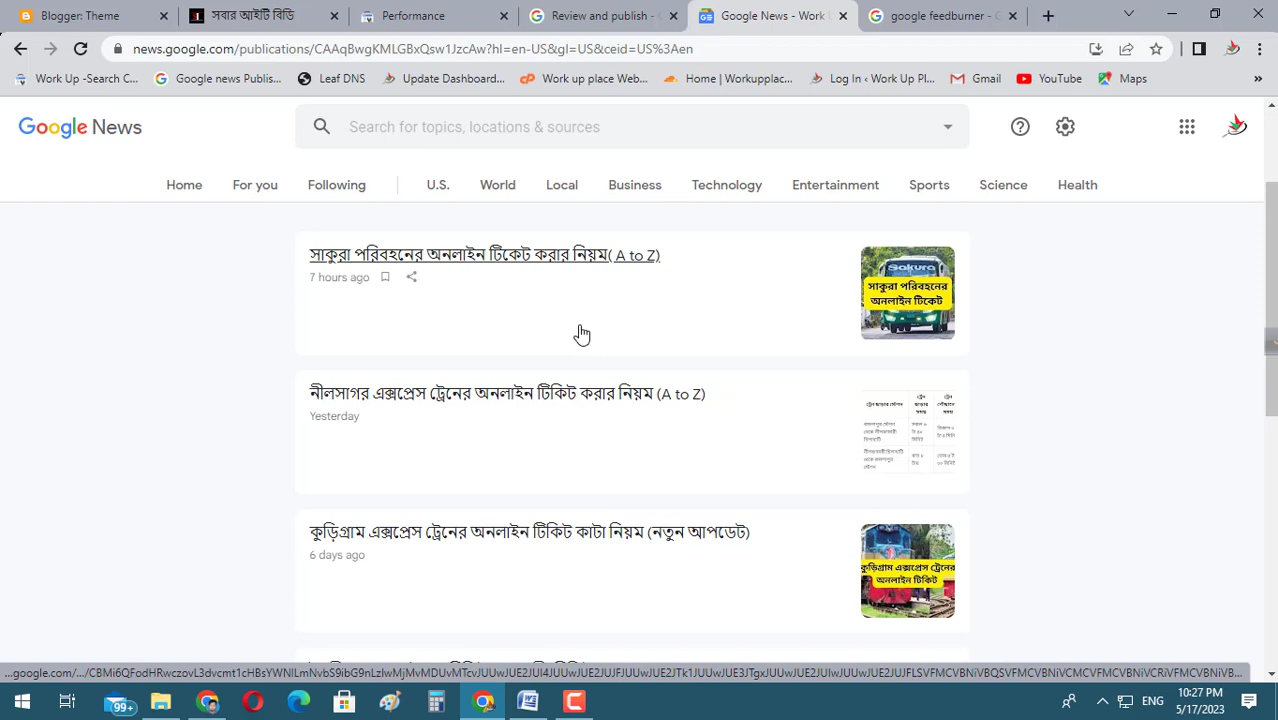 Blogger: Theme
সবার আইটি বিডি
Performance
Review and publish -
Google News - Work
google feedburner - G
news.google.com/publications/CAAqBwgKMLGBxQsw1JzcAw?hl=en-US&gl=US&ceid=US%3Aen
Work Up -Search C...
Google news Publis...
Leaf DNS
Update Dashboard...
Work up place Web...
Home | Workupplac...
Log In ‹ Work Up Pl...
Gmail
YouTube
Maps
Google News
Search for topics, locations & sources
Home
For you
Following
U.S.
World
Local
Business
Technology
Entertainment
Sports
Science
Health
সাকুরা পরিবহনের অনলাইন টিকেট করার নিয়ম( A to Z)
7 hours ago
Sakura
সাকুরা পরিবহনের
অনলাইন টিকেট
নীলসাগর এক্সপ্রেস ট্রেনের অনলাইন টিকিট করার নিয়ম (A to Z)
Yesterday
কুড়িগ্রাম এক্সপ্রেস ট্রেনের অনলাইন টিকিট কাটা নিয়ম (নতুন আপডেট)
6 days ago
কুড়িগ্রাম এক্সপ্রেস ট্রেনের
অনলাইন টিকিট
99+
ENG
10:27 PM
5/17/2023